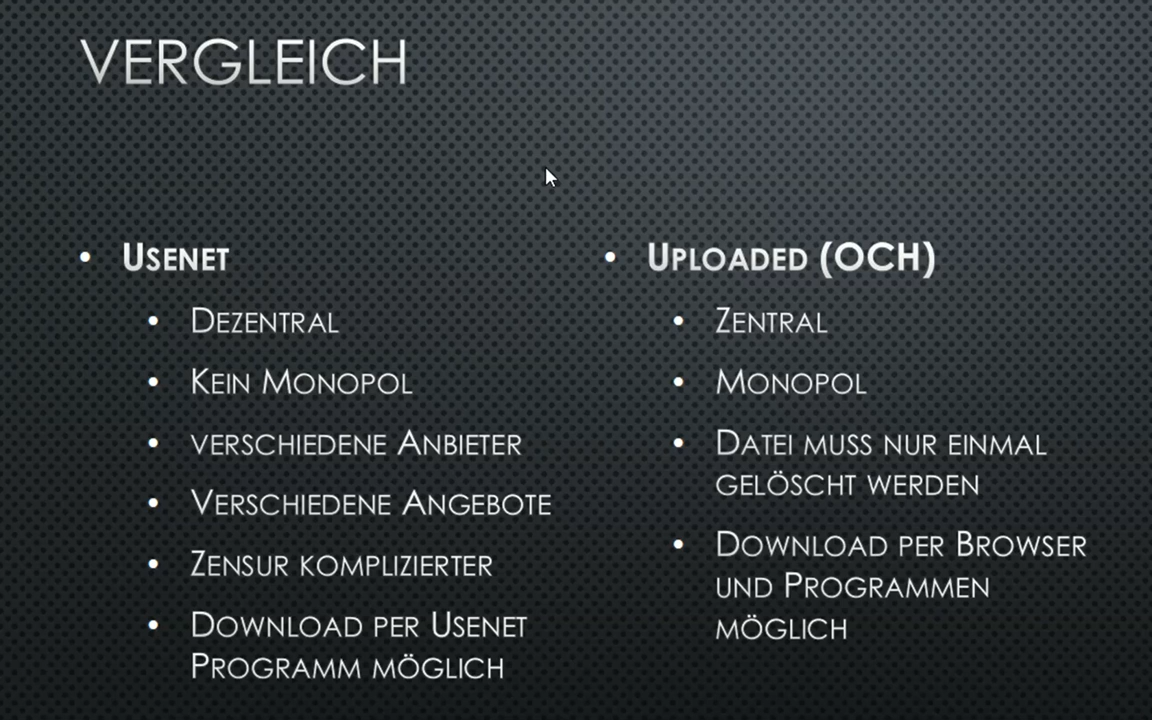 VERGLEICH
• USENET
• DEZENTRAL
• KEIN MONOPOL
• VERSCHIEDENE ANBIETER
• VERSCHIEDENE ANGEBOTE
• ZENSUR KOMPLIZIERTER
• DOWNLOAD PER USENET
PROGRAMM MÖGLICH
• UPLOADED (OCH)
• ZENTRAL
• MONOPOL
• DATEI MUSS NUR EINMAL
GELÖSCHT WERDEN
• DOWNLOAD PER BROWSER
UND PROGRAMMEN
MÖGLICH